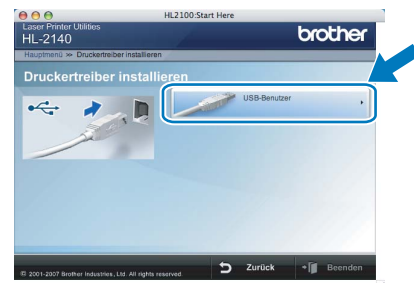 HL2100:Start Here
Laser Printer Utilities
HL-2140
brother
Hauptmenü >> Druckertreiber installieren
Druckertreiber installieren
USB-Benutzer
© 2001-2007 Brother Industries, Ltd. All rights reserved.
Zurück
Beenden